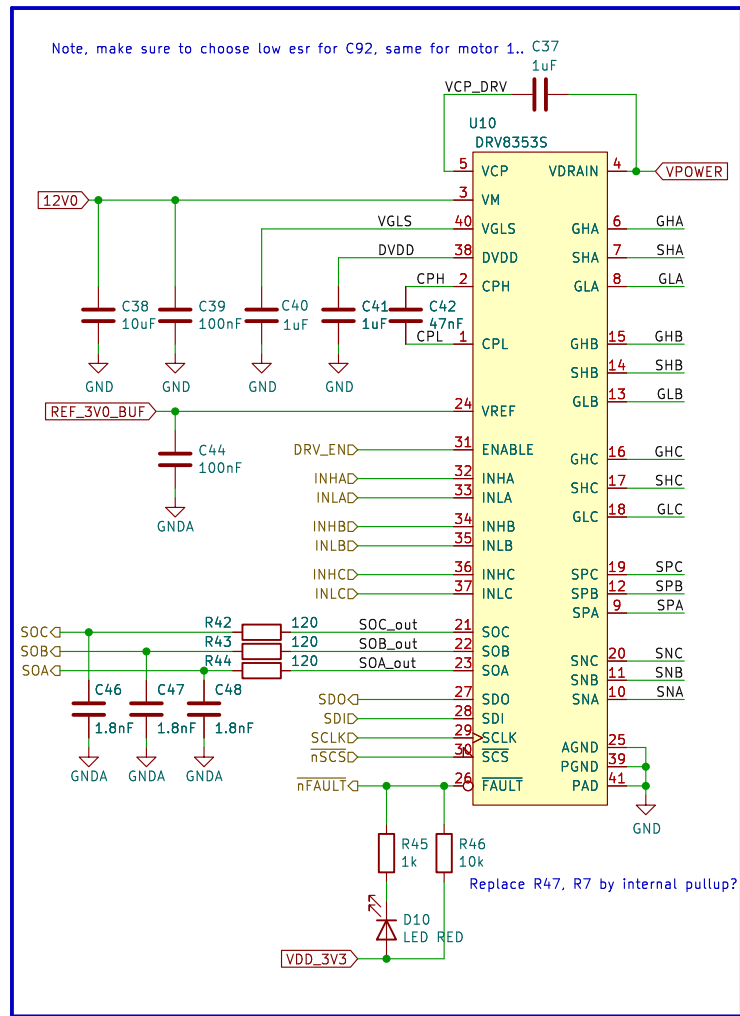 Note, make sure to choose low esr for C92, same for motor 1..
C37
1uF
VCP_DRV
U10
DRV8353S
5 VCP VDRAIN 4 VPOWER
12V0 3 VM
VGLS 40 VGLS GHA 6 GHA
DVDD 38 DVDD SHA 7 SHA
CPH 2 CPH GLA 8 GLA
C38 C39 C40 C41 C42
10uF 100nF 1uF 1uF 47nF
CPL 1 CPL GHB 15 GHB
SHB 14 SHB
GND GND GND GND
GLB 13 GLB
REF_3V0_BUF 24 VREF
C44
100nF
GNDA
DRV_EN 31 ENABLE
GHC 16 GHC
INHA 32 INHA SHC 17 SHC
INLA 33 INLA
GLC 18 GLC
INHB 34 INHB
INLB 35 INLB
INHC 36 INHC SPC 19 SPC
INLC 37 INLC SPB 12 SPB
SPA 9 SPA
SOC R42 120 SOC_out 21 SOC
SOB R43 120 SOB_out 22 SOB
SOA R44 120 SOA_out 23 SOA
SNC 20 SNC
SNB 11 SNB
SNA 10 SNA
C46 C47 C48
1.8nF 1.8nF 1.8nF
GNDA GNDA GNDA
SDO 27 SDO
SDI 28 SDI
SCLK 29 SCLK
nSCS 30 SCS
AGND 25
PGND 39
nFAULT 26 FAULT PAD 41
GND
R45 R46
1k 10k
Replace R47, R7 by internal pullup?
D10
LED RED
VDD_3V3